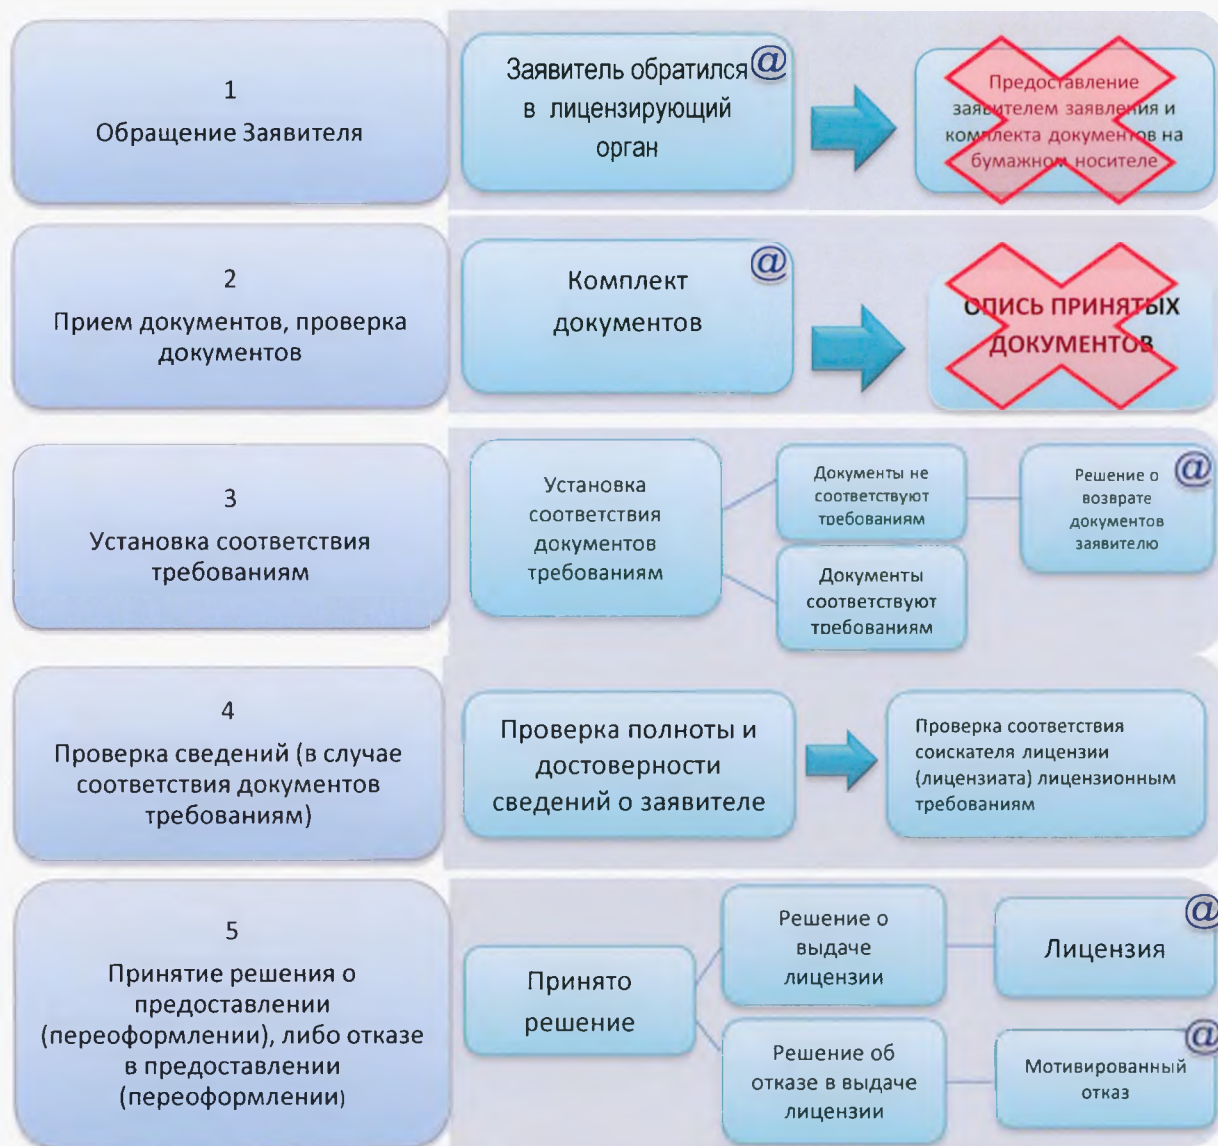 1
Обращение Заявителя
Заявитель обратился
в лицензирующий
орган
@
Предоставление
заявителем заявления и
комплекта документов на
бумажном носителе
2
Прием документов, проверка
документов
Комплект
документов
@
ОПИСЬ ПРИНЯТЫХ
ДОКУМЕНТОВ
3
Установка соответствия
требованиям
Установка
соответствия
документов
требованиям
Документы не
соответствуют
требованиям
Решение о
возврате
документов
заявителю
@
Документы
соответствуют
требованиям
4
Проверка сведений (в случае
соответствия документов
требованиям)
Проверка полноты и
достоверности
сведений о заявителе
Проверка соответствия
соискателя лицензии
(лицензиата) лицензионным
требованиям
5
Принятие решения о
предоставлении
(переоформлении), либо отказе
в предоставлении
(переоформлении)
Принято
решение
Решение о
выдаче
лицензии
Лицензия
@
Решение об
отказе в выдаче
лицензии
Мотивированный
отказ
@